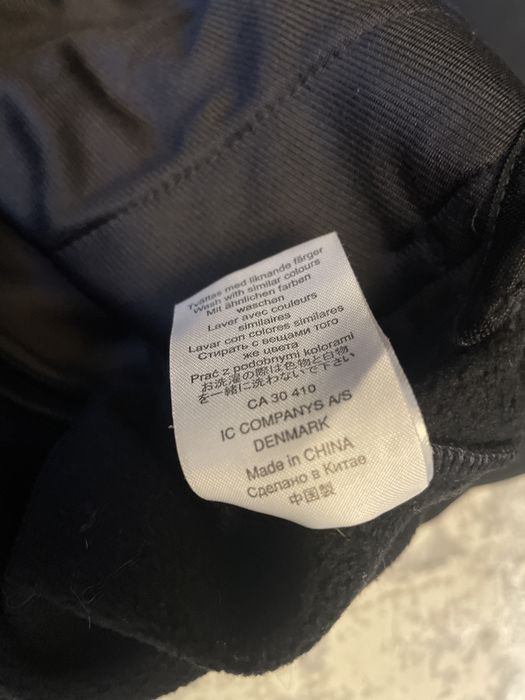 Tvättas med liknande färger
Wash with similar colours
Mit ähnlichen farben
waschen
Laver avec couleurs
similaires
Lavar con colores similares
Стирать с вещами того
же цвета
Prać z podobnymi kolorami
お洗濯の際は色物と白物
を一緒に洗わないで下さい
CA 30 410
IC COMPANYS A/S
DENMARK
Made in CHINA
Сделано в Китае
中国製